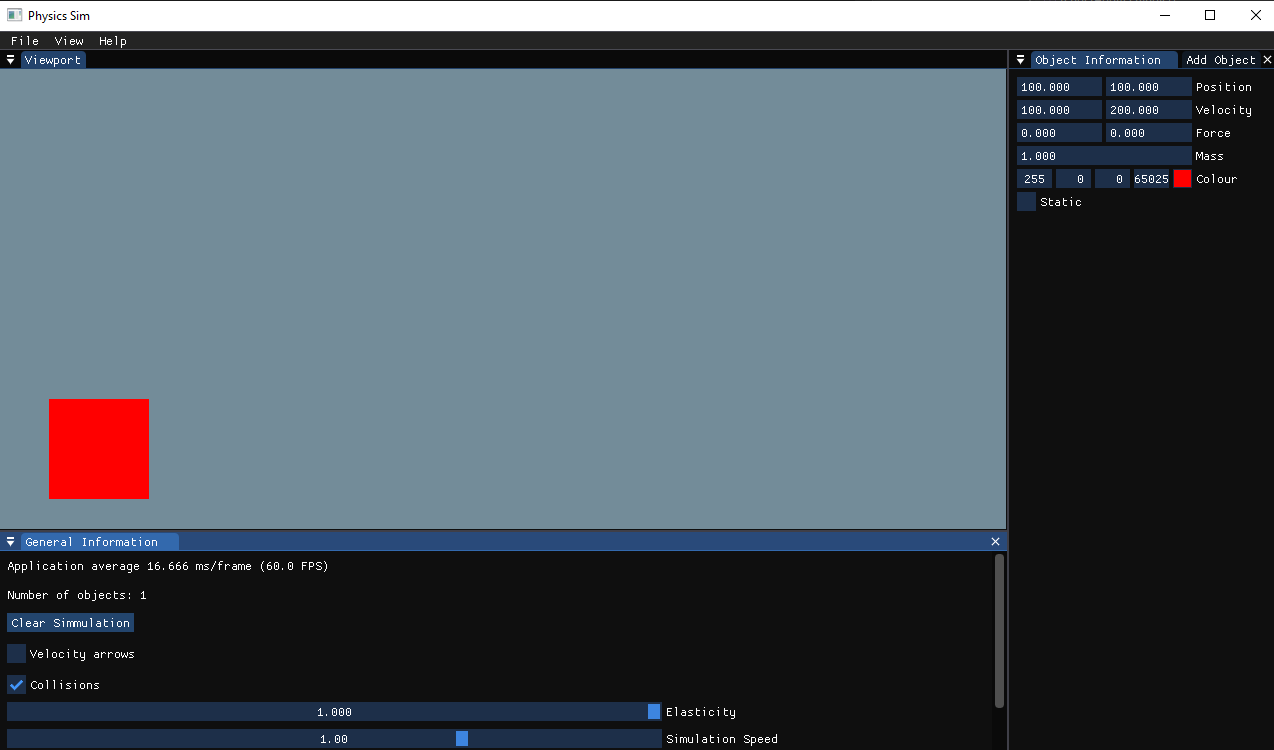 Physics Sim
File View Help
Viewport
Object Information Add Object
100.000 100.000 Position
100.000 200.000 Velocity
0.000 0.000 Force
1.000 Mass
255 0 0 65025 Colour
Static
General Information
Application average 16.666 ms/frame (60.0 FPS)
Number of objects: 1
Clear Simmulation
Velocity arrows
Collisions
1.000 Elasticity
1.00 Simulation Speed